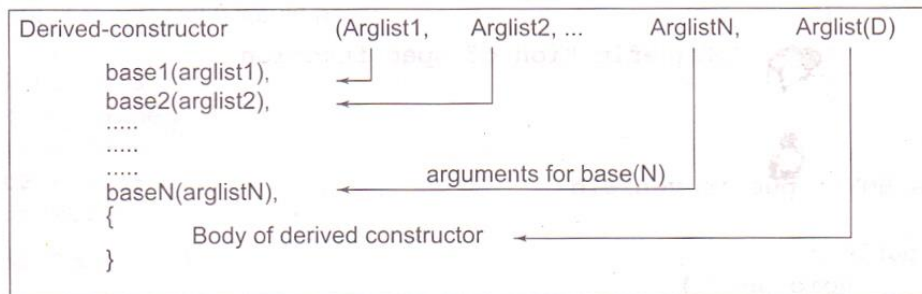 Derived-constructor (Arglist1, Arglist2, ... ArglistN, Arglist(D)
base1(arglist1),
base2(arglist2),
.....
.....
.....
arguments for base(N)
baseN(arglistN),
{
Body of derived constructor
}